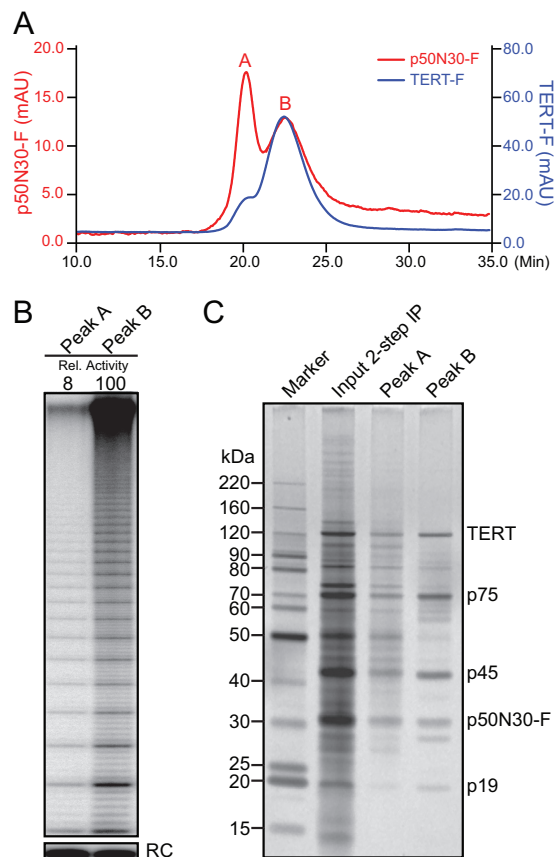 A
p50N30-F (mAU)
20.0
15.0
10.0
5.0
0.0
A
B
p50N30-F
TERT-F
80.0
60.0
40.0
20.0
0.0
TERT-F (mAU)
10.0 15.0 20.0 25.0 30.0 35.0 (Min)
B
Peak A
Peak B
Rel. Activity
8 100
RC
C
Marker
Input 2-step IP
Peak A
Peak B
kDa
220
160
120
90
80
70
60
50
40
30
25
20
15
TERT
p75
p45
p50N30-F
p19